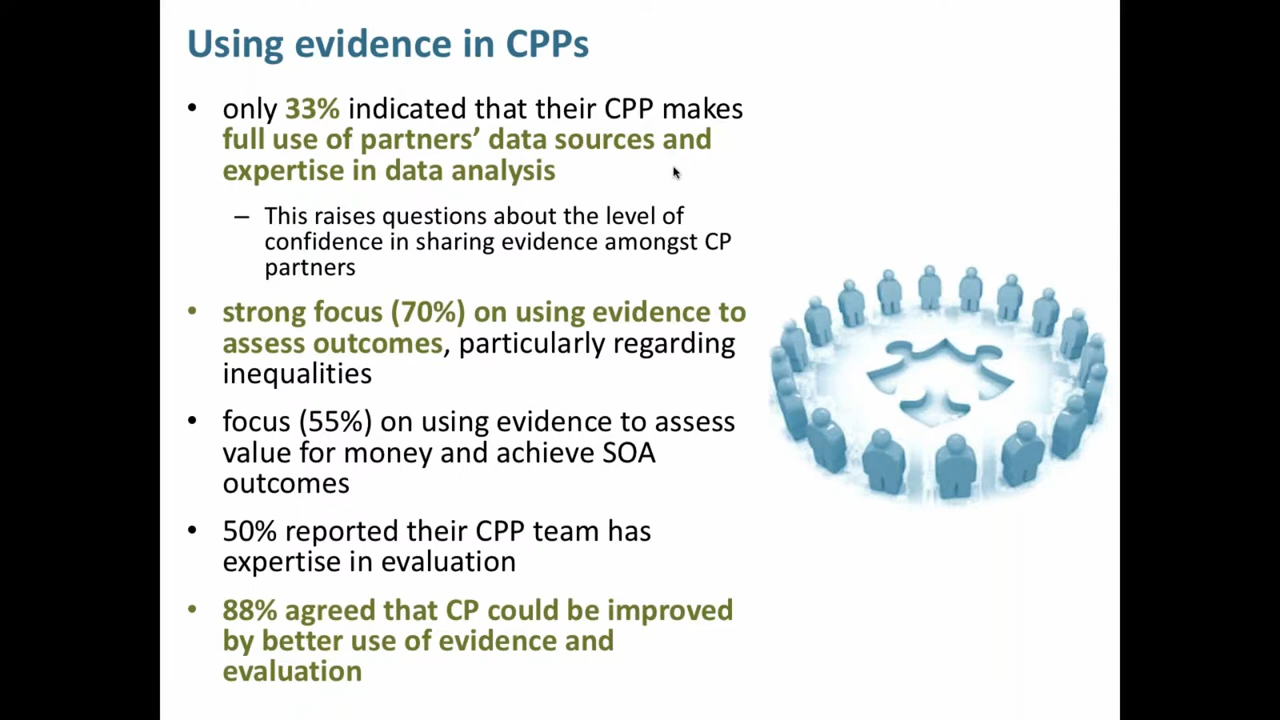 Using evidence in CPPs
• only 33% indicated that their CPP makes
full use of partners’ data sources and
expertise in data analysis
– This raises questions about the level of
confidence in sharing evidence amongst CP
partners
• strong focus (70%) on using evidence to
assess outcomes, particularly regarding
inequalities
• focus (55%) on using evidence to assess
value for money and achieve SOA
outcomes
• 50% reported their CPP team has
expertise in evaluation
• 88% agreed that CP could be improved
by better use of evidence and
evaluation